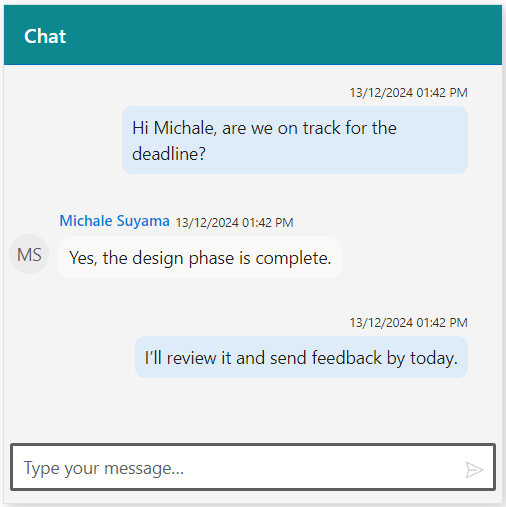 Chat
13/12/2024 01:42 PM
Hi Michale, are we on track for the
deadline?
Michale Suyama 13/12/2024 01:42 PM
MS
Yes, the design phase is complete.
13/12/2024 01:42 PM
I’ll review it and send feedback by today.
Type your message…